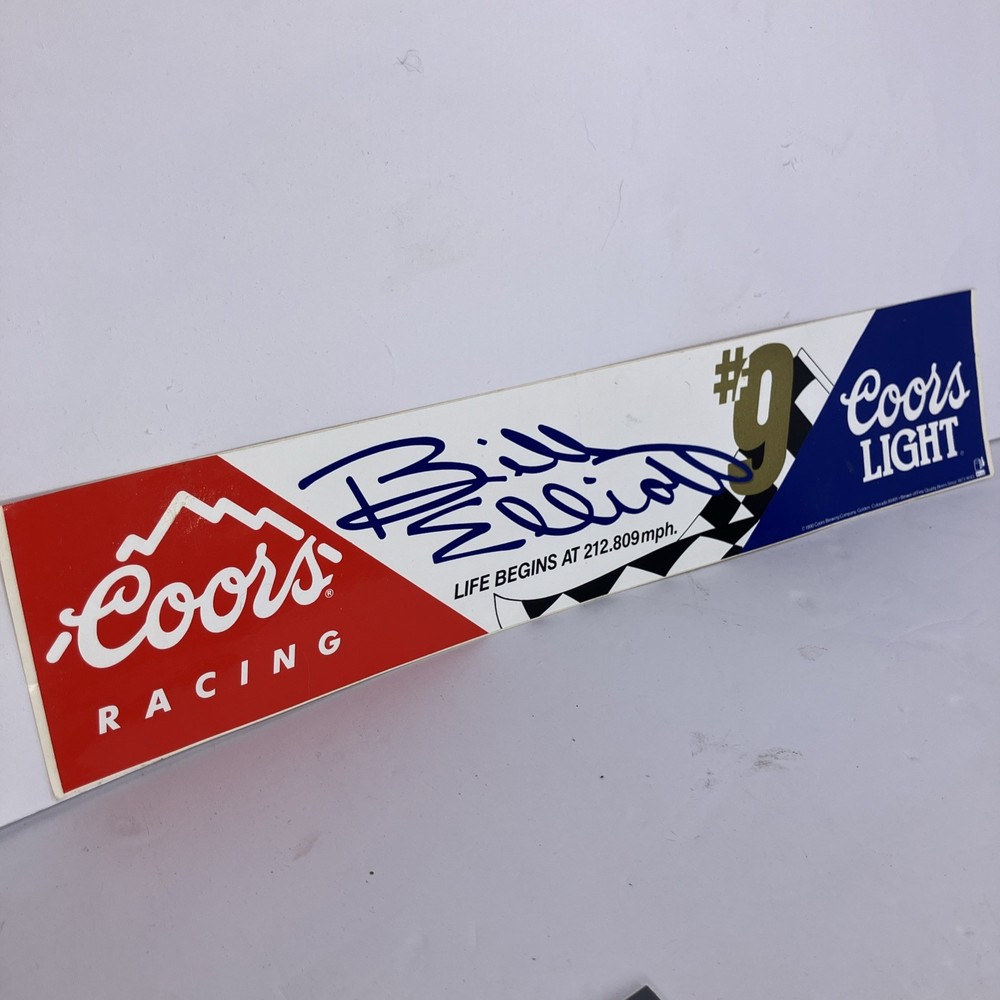 Coors®
RACING
Bill
Elliott
LIFE BEGINS AT 212.809 mph.
#9
Coors
LIGHT